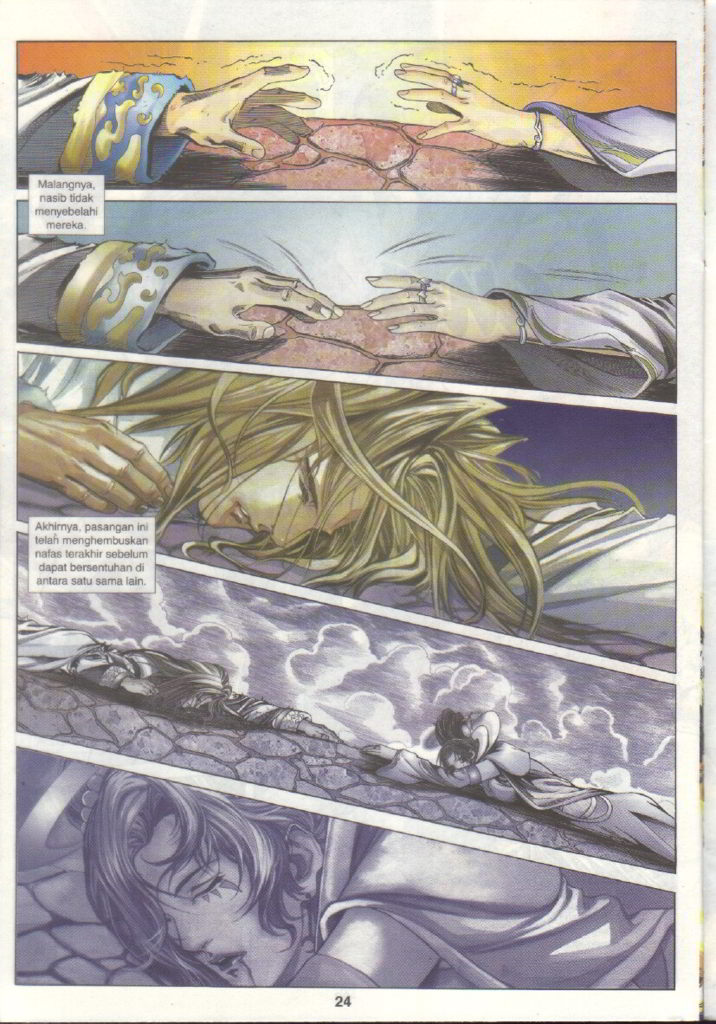 Malangnya,
nasib tidak
menyebelahi
mereka.
Akhirnya, pasangan ini
telah menghembuskan
nafas terakhir sebelum
dapat bersentuhan di
antara satu sama lain.
24